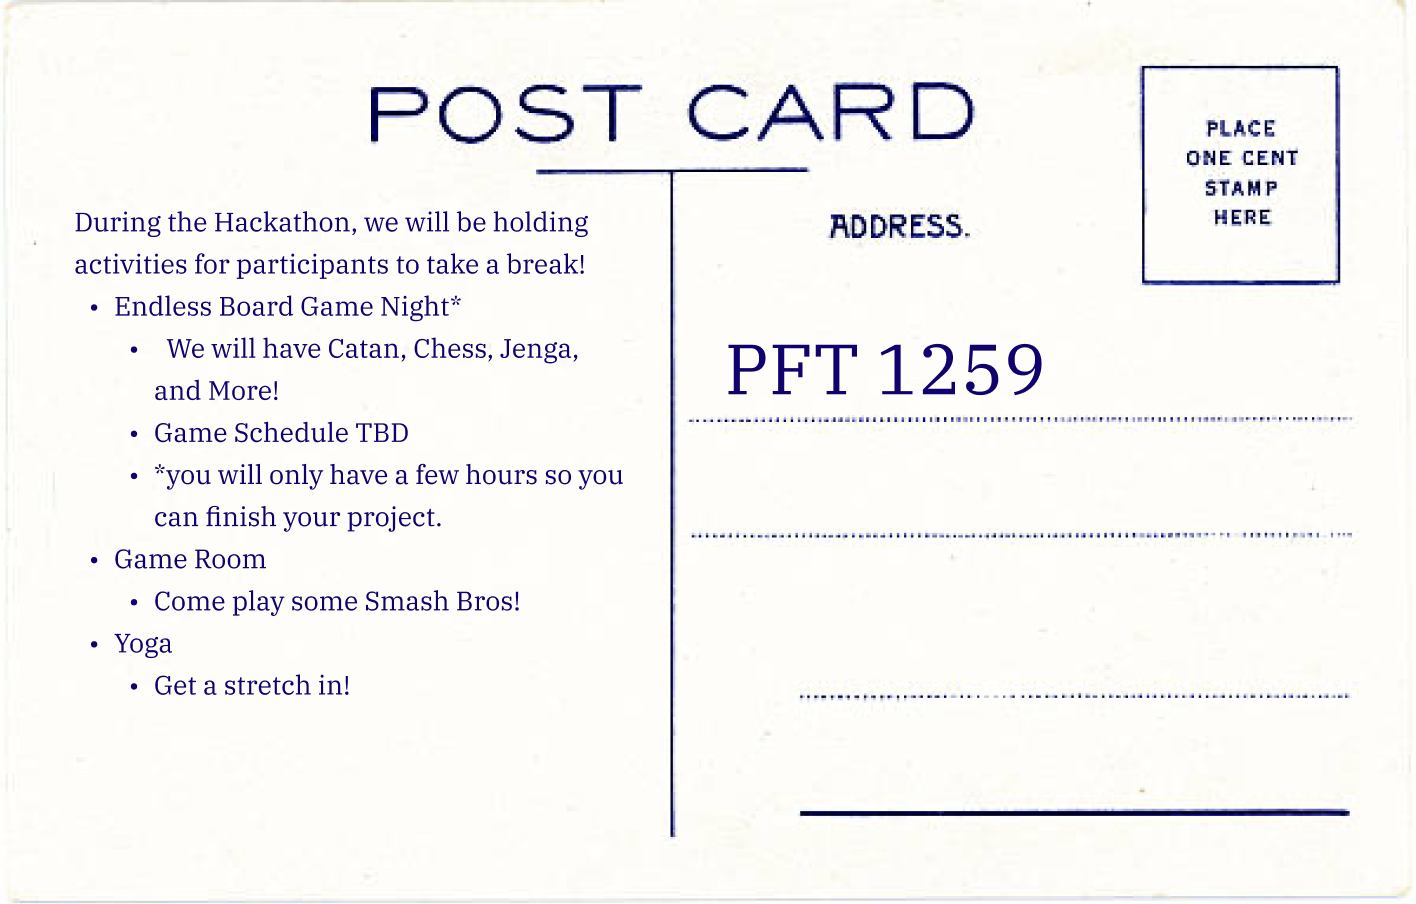 POST CARD
PLACE
ONE CENT
STAMP
HERE
During the Hackathon, we will be holding
activities for participants to take a break!
• Endless Board Game Night*
• We will have Catan, Chess, Jenga,
and More!
• Game Schedule TBD
• *you will only have a few hours so you
can finish your project.
• Game Room
• Come play some Smash Bros!
• Yoga
• Get a stretch in!
ADDRESS.
PFT 1259